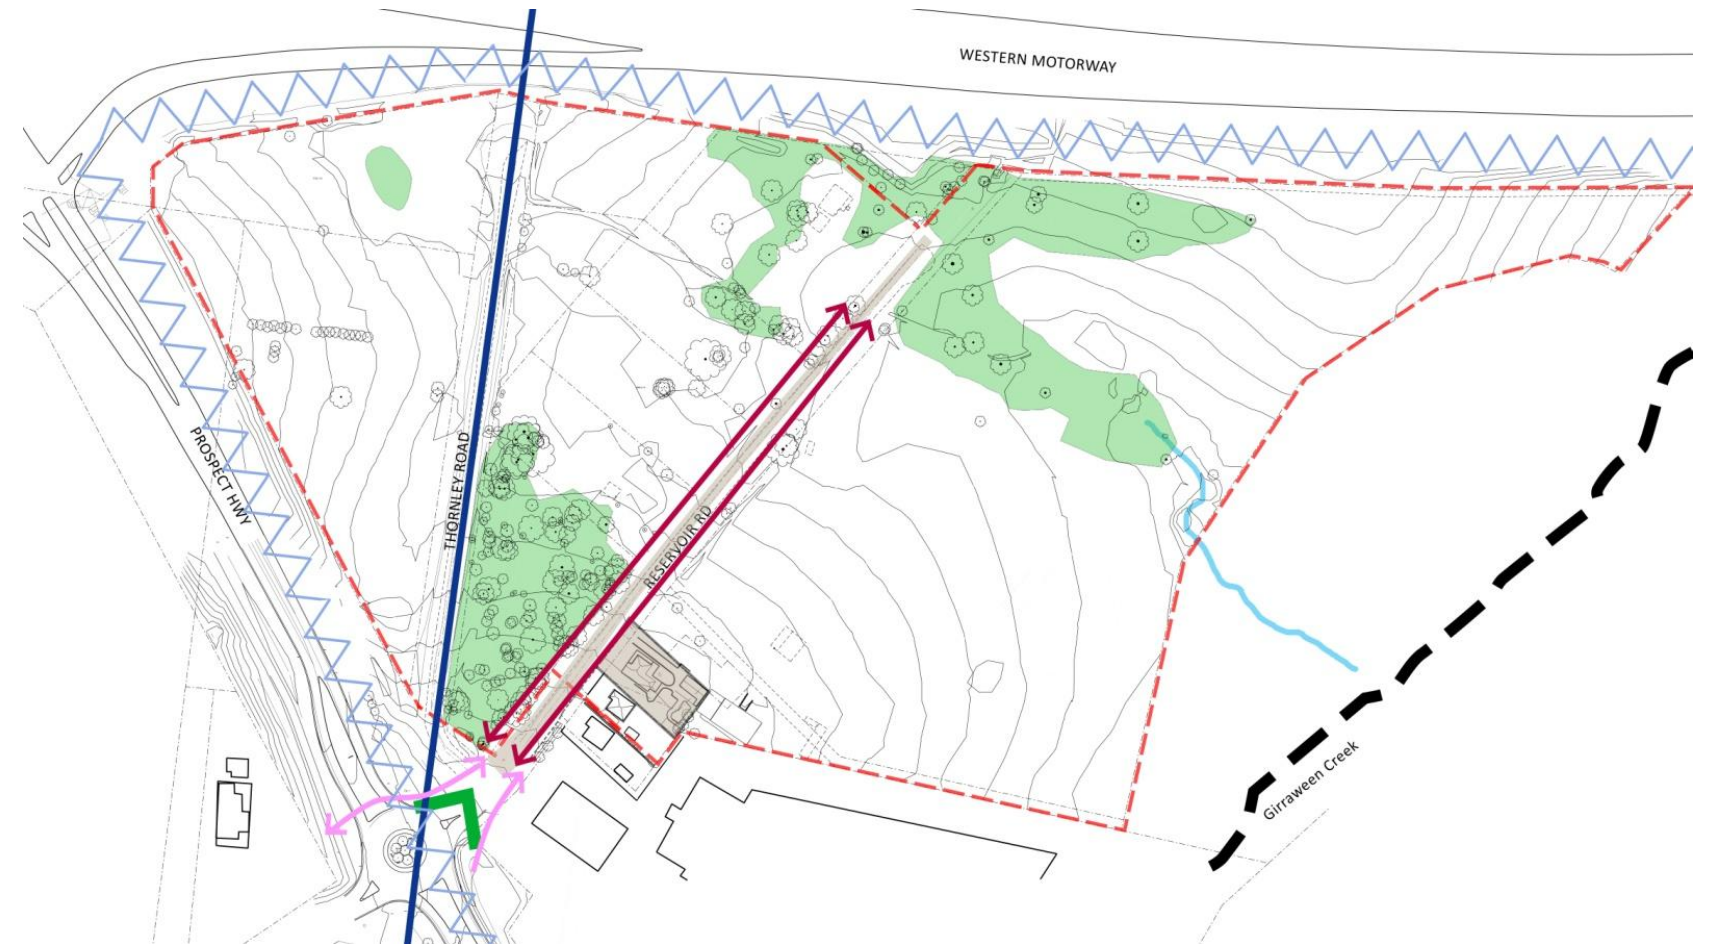 WESTERN MOTORWAY
PROSPECT HWY
THORNLEY ROAD
RESERVOIR RD
Girraween Creek